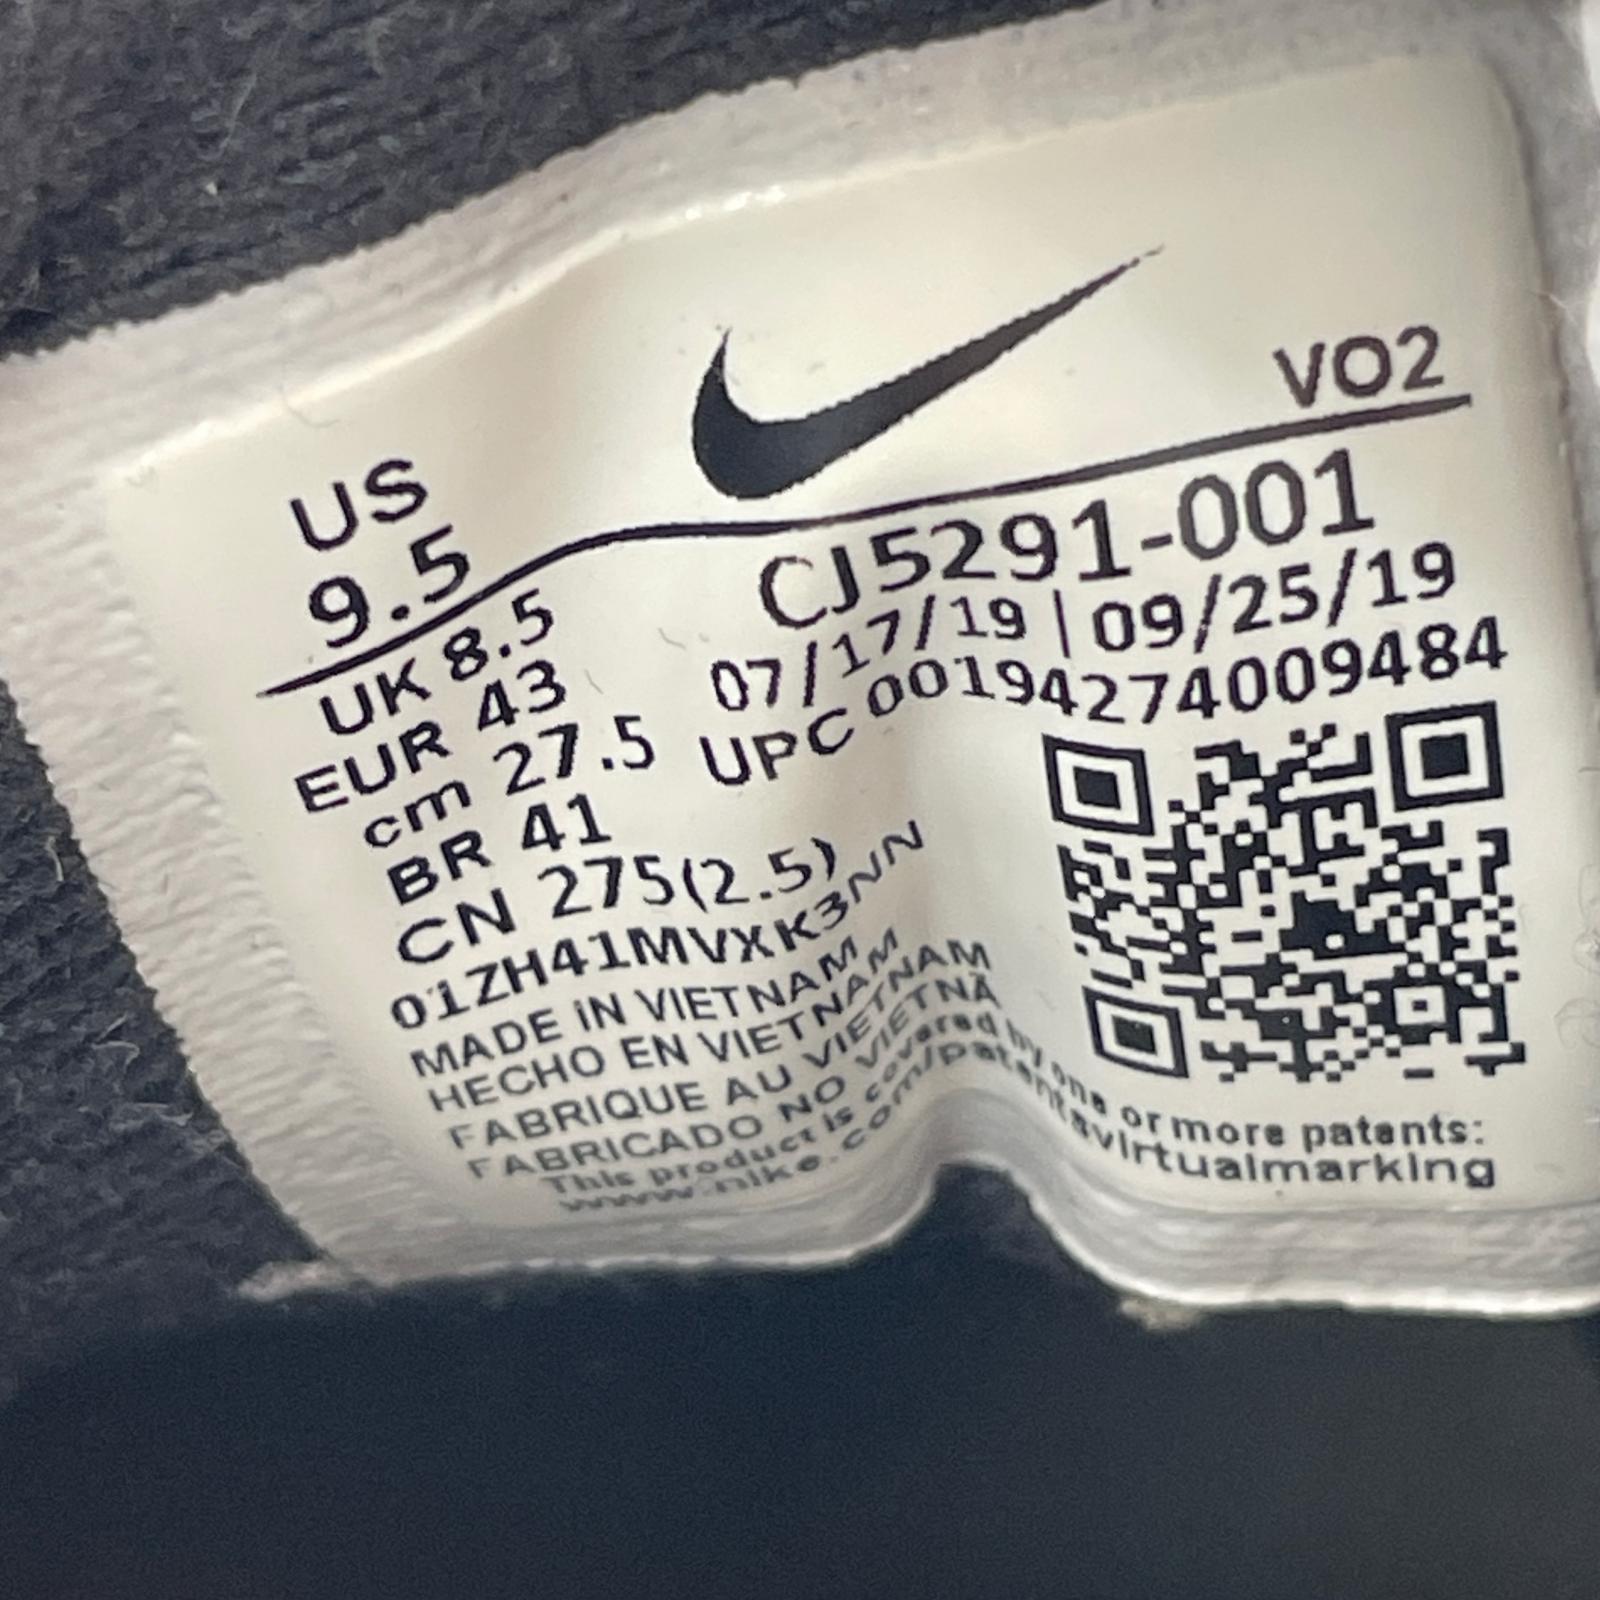 VO2
US
9.5
UK 8.5
EUR 43
cm 27.5
BR 41
CN 275(2.5)
CJ5291-001
07/17/19 | 09/25/19
UPC 00194274009484
01ZH41MVXK3NN
MADE IN VIETNAM
HECHO EN VIETNAM
FABRIQUE AU VIETNAM
FABRICADO NO VIETNÃ
This product is covered by one or more patents:
www.nike.com/patentsvirtualmarking